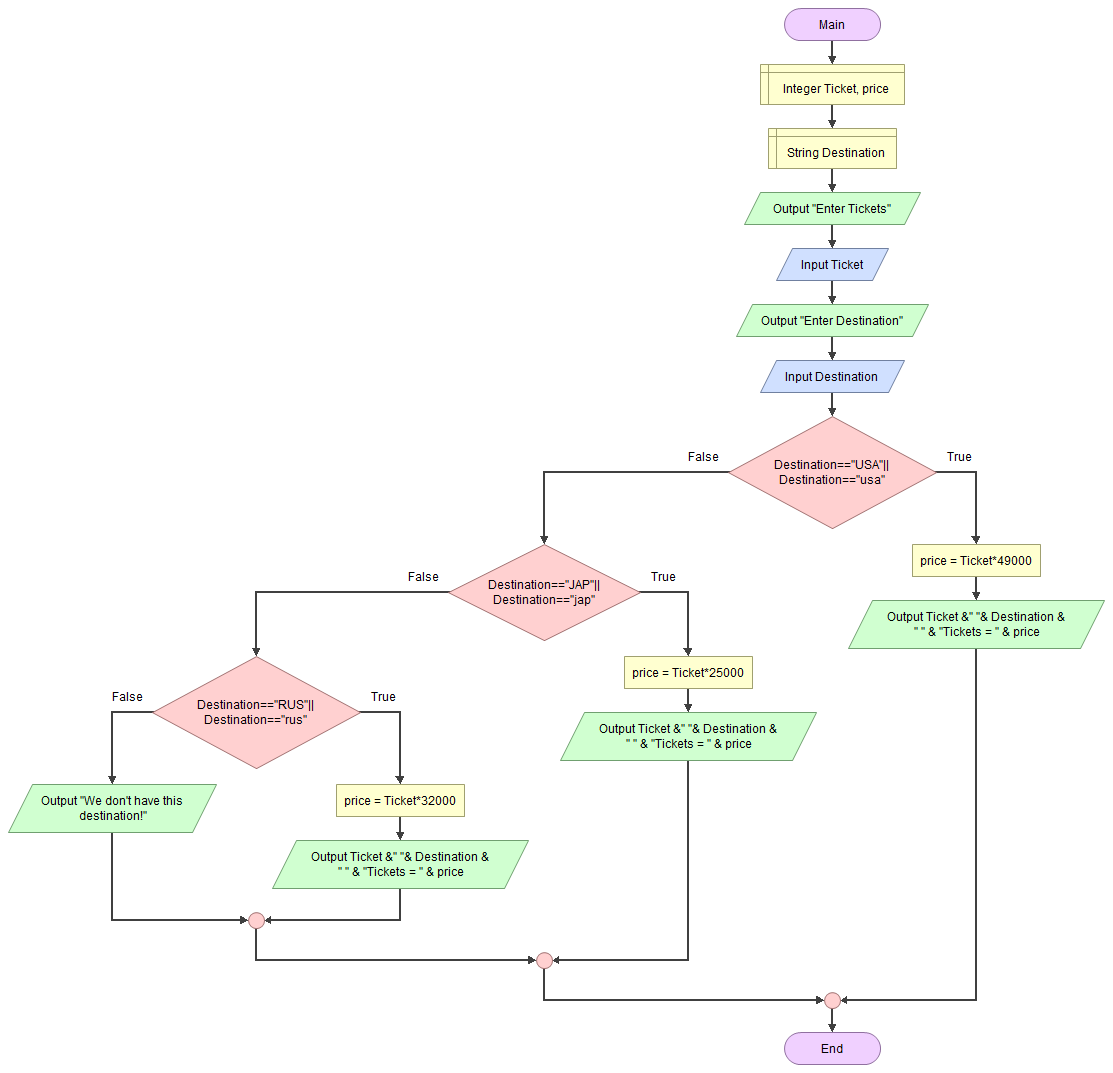 Main
Integer Ticket, price
String Destination
Output "Enter Tickets"
Input Ticket
Output "Enter Destination"
Input Destination
False
True
Destination=="USA"||
Destination=="usa"
price = Ticket*49000
Output Ticket &" "& Destination &
" " & "Tickets = " & price
False
True
Destination=="JAP"||
Destination=="jap"
price = Ticket*25000
Output Ticket &" "& Destination &
" " & "Tickets = " & price
False
True
Destination=="RUS"||
Destination=="rus"
Output "We don't have this
destination!"
price = Ticket*32000
Output Ticket &" "& Destination &
" " & "Tickets = " & price
End